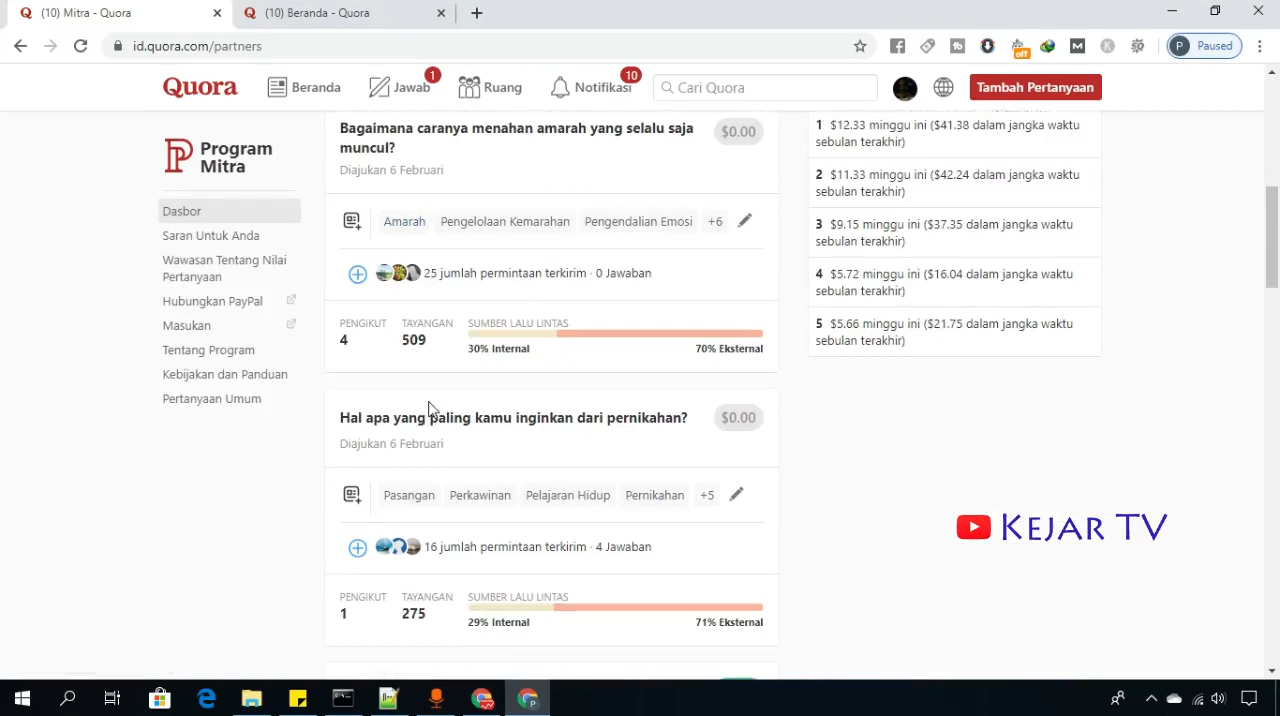 (10) Mitra - Quora
(10) Beranda - Quora
id.quora.com/partners
off
M
K
P Paused
Quora
Beranda
Jawab 1
Ruang
Notifikasi 10
Cari Quora
Tambah Pertanyaan
Program
Mitra
Dasbor
Saran Untuk Anda
Wawasan Tentang Nilai
Pertanyaan
Hubungkan PayPal
Masukan
Tentang Program
Kebijakan dan Panduan
Pertanyaan Umum
Bagaimana caranya menahan amarah yang selalu saja
muncul?
$0.00
Diajukan 6 Februari
Amarah Pengelolaan Kemarahan Pengendalian Emosi +6
25 jumlah permintaan terkirim · 0 Jawaban
PENGIKUT TAYANGAN SUMBER LALU LINTAS
4 509
30% Internal 70% Eksternal
Hal apa yang paling kamu inginkan dari pernikahan?
$0.00
Diajukan 6 Februari
Pasangan Perkawinan Pelajaran Hidup Pernikahan +5
16 jumlah permintaan terkirim · 4 Jawaban
PENGIKUT TAYANGAN SUMBER LALU LINTAS
1 275
29% Internal 71% Eksternal
1 $12.33 minggu ini ($41.38 dalam jangka waktu
sebulan terakhir)
2 $11.33 minggu ini ($42.24 dalam jangka waktu
sebulan terakhir)
3 $9.15 minggu ini ($37.35 dalam jangka waktu
sebulan terakhir)
4 $5.72 minggu ini ($16.04 dalam jangka waktu
sebulan terakhir)
5 $5.66 minggu ini ($21.75 dalam jangka waktu
sebulan terakhir)
KEJAR TV